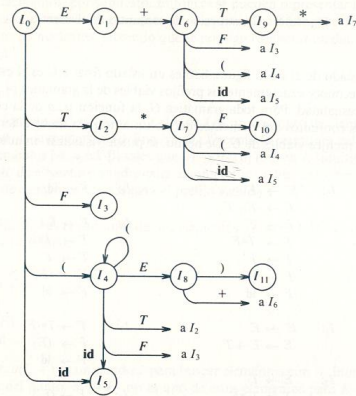 I₀ E I₁ + I₆ T I₉ * a I₇
F a I₃
( a I₄
id a I₅
T I₂ * I₇ F I₁₀
( a I₄
id a I₅
F I₃
(
( I₄ E I₈ ) I₁₁
+ a I₆
T a I₂
id F a I₃
id I₅